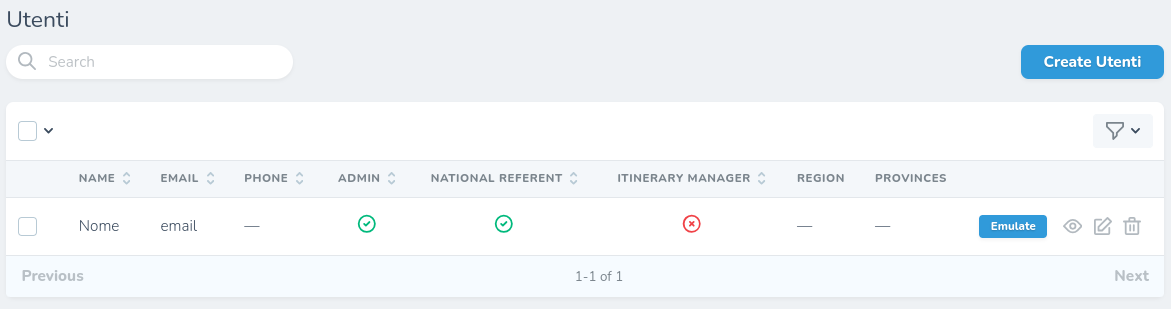 Utenti
Search
Create Utenti
NAME EMAIL PHONE ADMIN NATIONAL REFERENT ITINERARY MANAGER REGION PROVINCES
Nome email — — — Emulate
Previous 1-1 of 1 Next